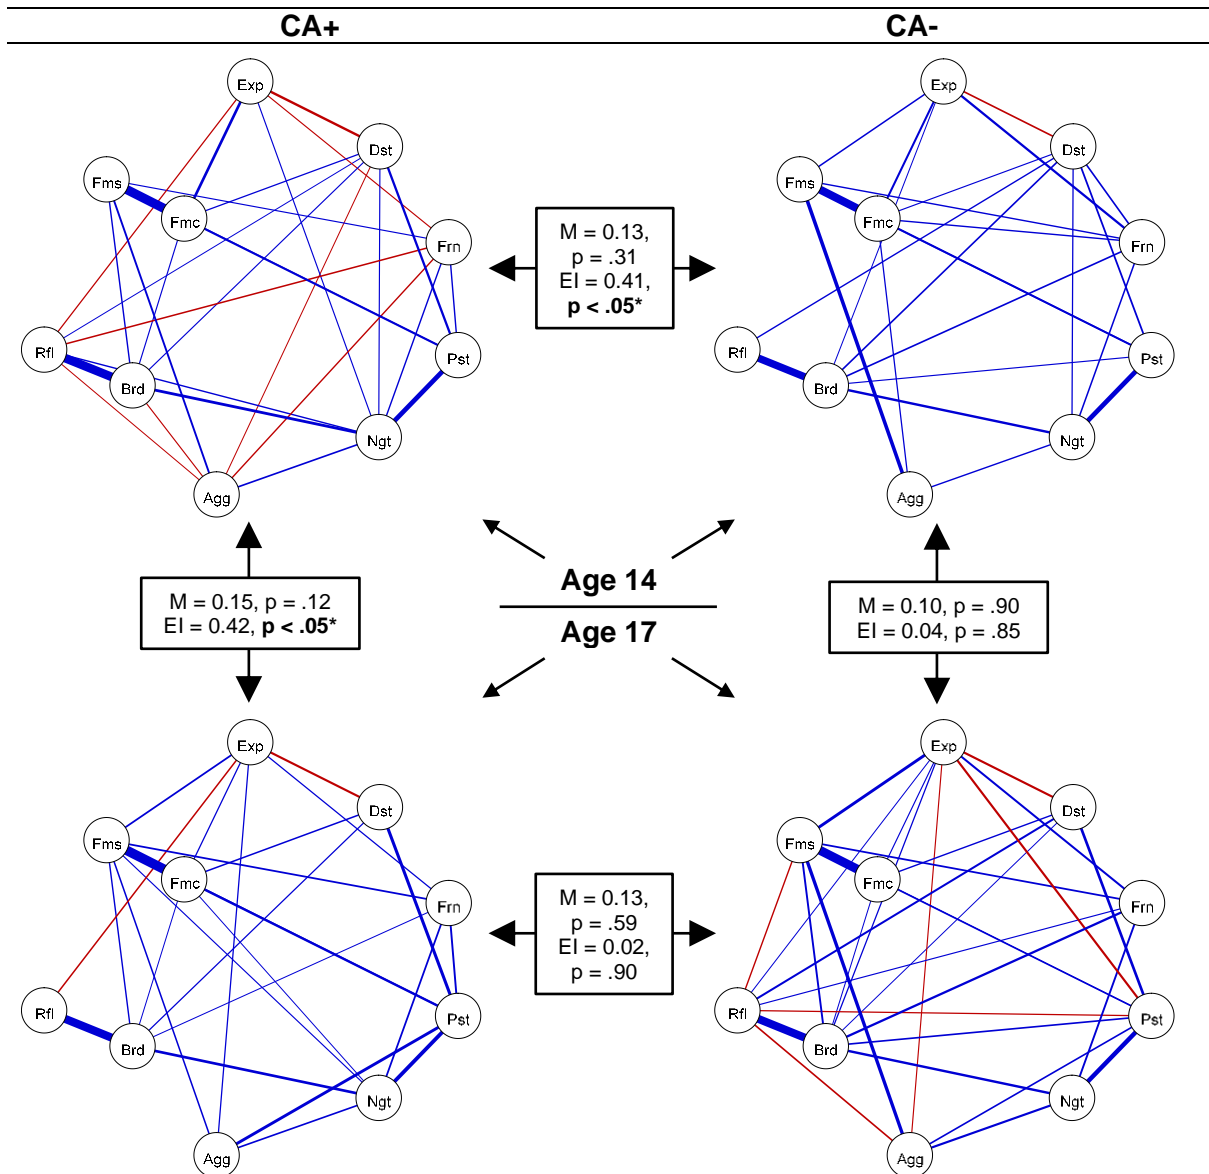 CA+
CA-
Exp
Dst
Fms
Fmc
Frn
Rfl
Brd
Pst
Ngt
Agg
M = 0.13,
p = .31
EI = 0.41,
p < .05*
Exp
Dst
Fms
Fmc
Frn
Rfl
Brd
Pst
Ngt
Agg
Age 14
Age 17
M = 0.15, p = .12
EI = 0.42, p < .05*
M = 0.10, p = .90
EI = 0.04, p = .85
Exp
Dst
Fms
Fmc
Frn
Rfl
Brd
Pst
Ngt
Agg
M = 0.13,
p = .59
EI = 0.02,
p = .90
Exp
Dst
Fms
Fmc
Frn
Rfl
Brd
Pst
Ngt
Agg